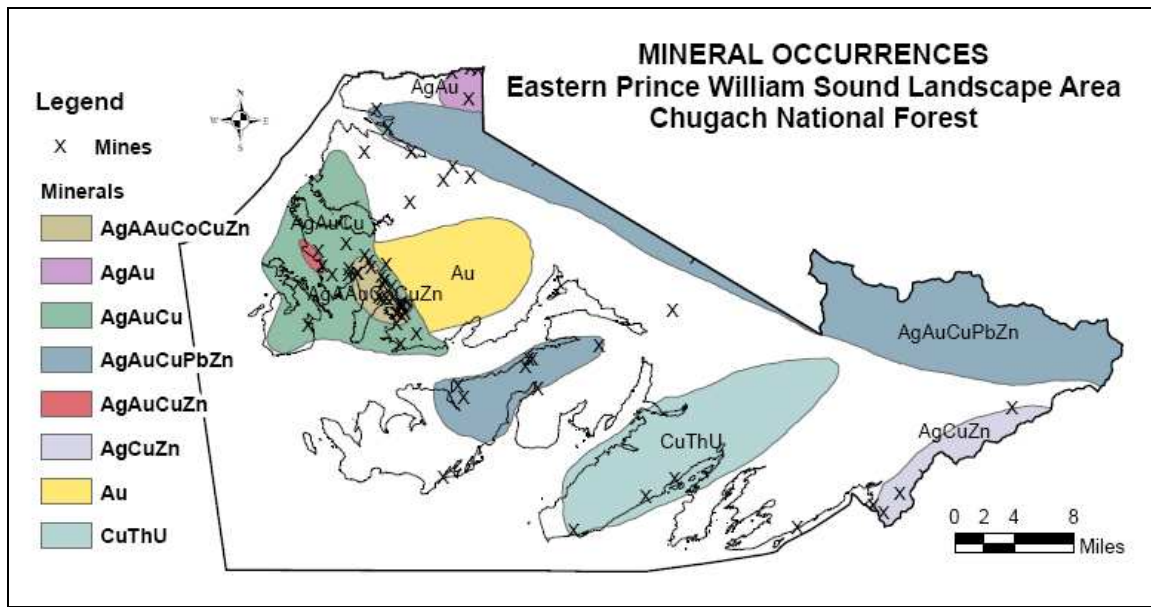 MINERAL OCCURRENCES
Eastern Prince William Sound Landscape Area
Chugach National Forest
Legend
N
W E
S
X Mines
Minerals
AgAAuCoCuZn
AgAu
AgAuCu
AgAuCuPbZn
AgAuCuZn
AgCuZn
Au
CuThU
AgAu
AgAuCu
Au
AgAAuCoCuZn
AgAuCuPbZn
AgCuZn
CuThU
0 2 4 8
Miles